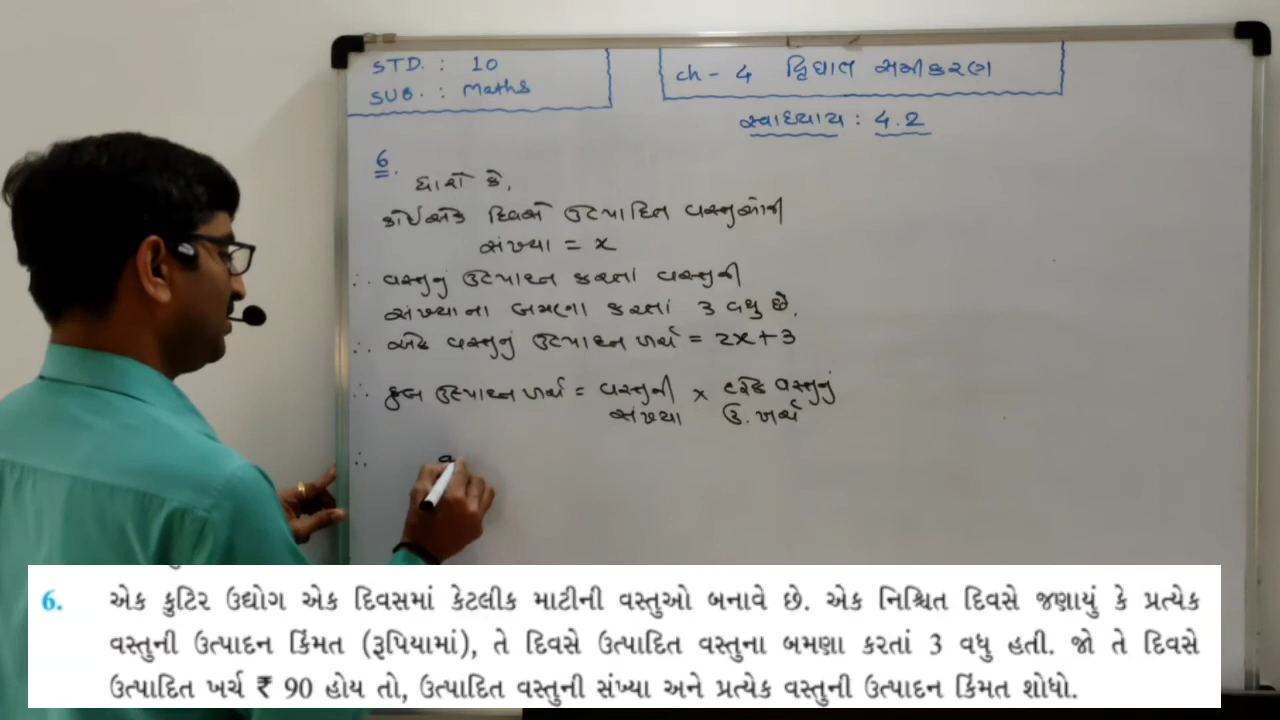 STD. : 10
SUB. : Maths
ch - 4 દ્વિઘાત સમીકરણ
સ્વાધ્યાય : 4.2
6.
ધારો કે,
કોઈએક દિવસે ઉત્પાદિત વસ્તુઓની
સંખ્યા = x
∴ વસ્તુનું ઉત્પાદન કરતાં વસ્તુની
સંખ્યાના બમણા કરતાં 3 વધુ છે.
∴ એક વસ્તુનું ઉત્પાદન ખર્ચ = 2x+3
∴ કુલ ઉત્પાદન ખર્ચ = વસ્તુની × દરેક વસ્તુનું
સંખ્યા ઉ. ખર્ચ
∴ 9
6. એક કુટિર ઉદ્યોગ એક દિવસમાં કેટલીક માટીની વસ્તુઓ બનાવે છે. એક નિશ્ચિત દિવસે જણાયું કે પ્રત્યેક
વસ્તુની ઉત્પાદન કિંમત (રૂપિયામાં), તે દિવસે ઉત્પાદિત વસ્તુના બમણા કરતાં 3 વધુ હતી. જો તે દિવસે
ઉત્પાદિત ખર્ચ ₹ 90 હોય તો, ઉત્પાદિત વસ્તુની સંખ્યા અને પ્રત્યેક વસ્તુની ઉત્પાદન કિંમત શોધો.